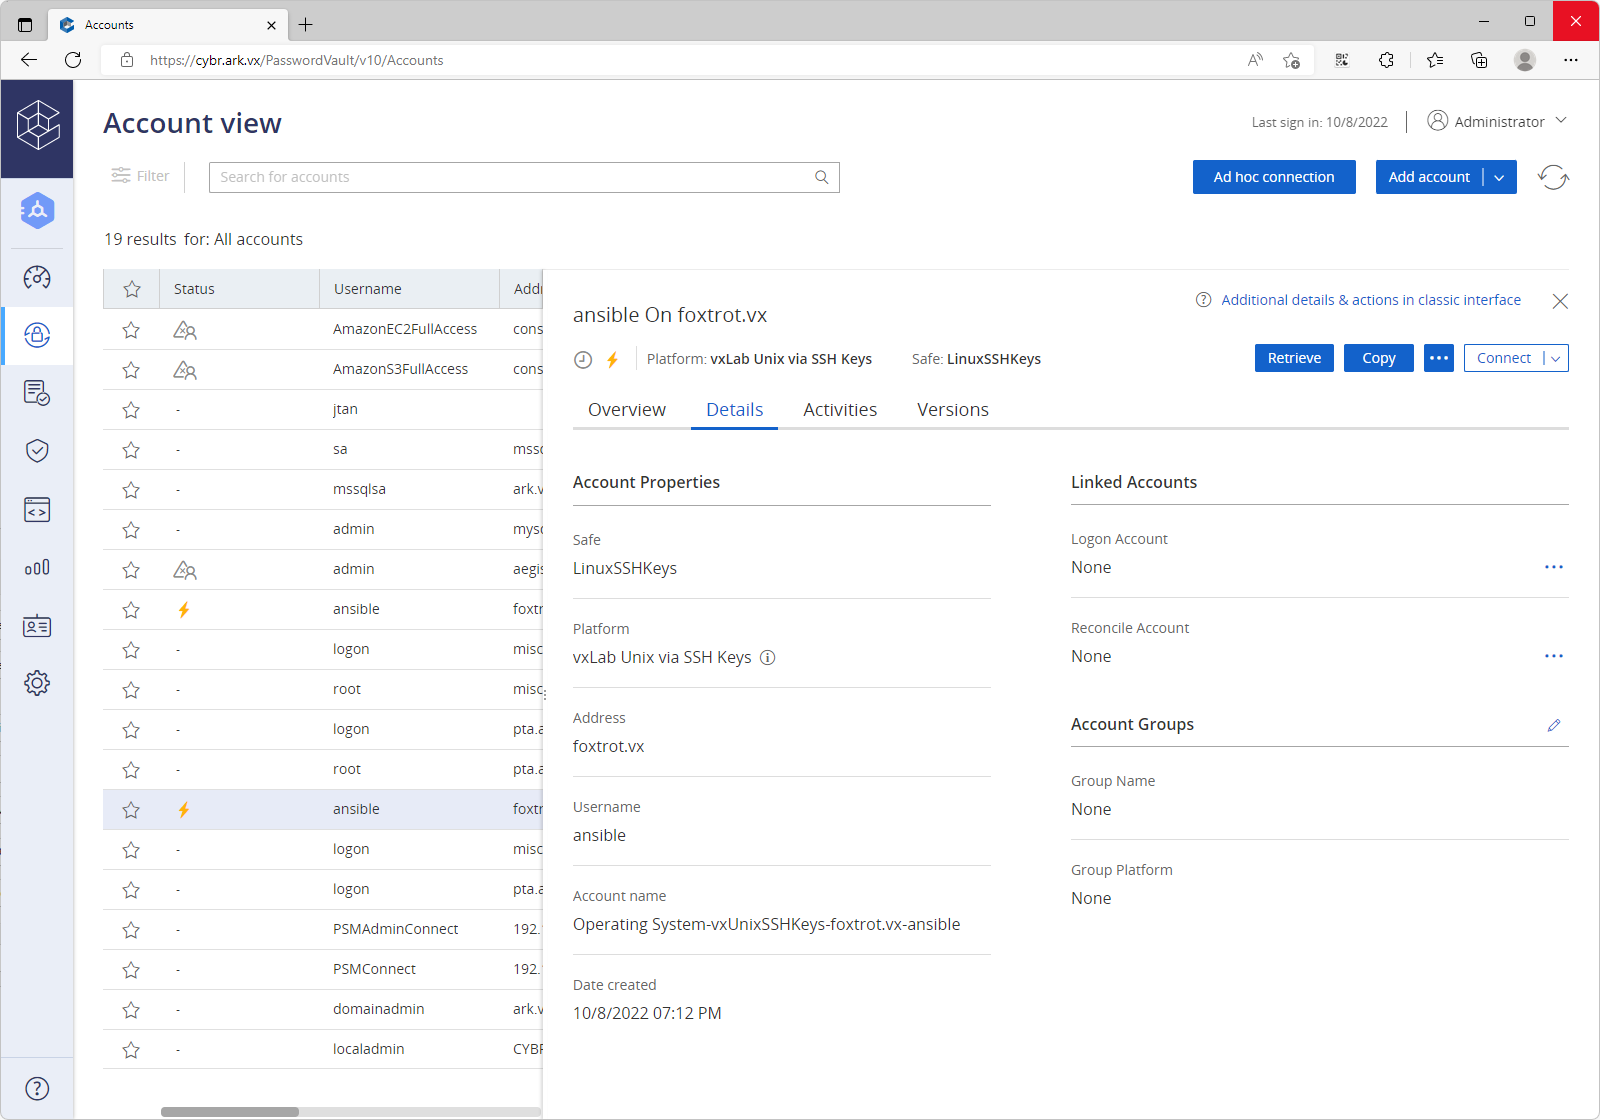 Accounts
https://cybr.ark.vx/PasswordVault/v10/Accounts
Account view
Last sign in: 10/8/2022
Administrator
Filter
Search for accounts
Ad hoc connection
Add account
19 results for: All accounts
Status Username Addr
AmazonEC2FullAccess cons
AmazonS3FullAccess cons
- jtan
- sa mssc
- mssqlsa ark.v
- admin mysc
admin aegis
ansible foxtr
- logon misc
- root misc
- logon pta.a
- root pta.a
ansible foxtr
- logon misc
- logon pta.a
- PSMAdminConnect 192.
- PSMConnect 192.
- domainadmin ark.v
- localadmin CYBR
Additional details & actions in classic interface
ansible On foxtrot.vx
Platform: vxLab Unix via SSH Keys Safe: LinuxSSHKeys
Retrieve Copy ••• Connect
Overview Details Activities Versions
Account Properties
Safe
LinuxSSHKeys
Platform
vxLab Unix via SSH Keys
Address
foxtrot.vx
Username
ansible
Account name
Operating System-vxUnixSSHKeys-foxtrot.vx-ansible
Date created
10/8/2022 07:12 PM
Linked Accounts
Logon Account
None
Reconcile Account
None
Account Groups
Group Name
None
Group Platform
None